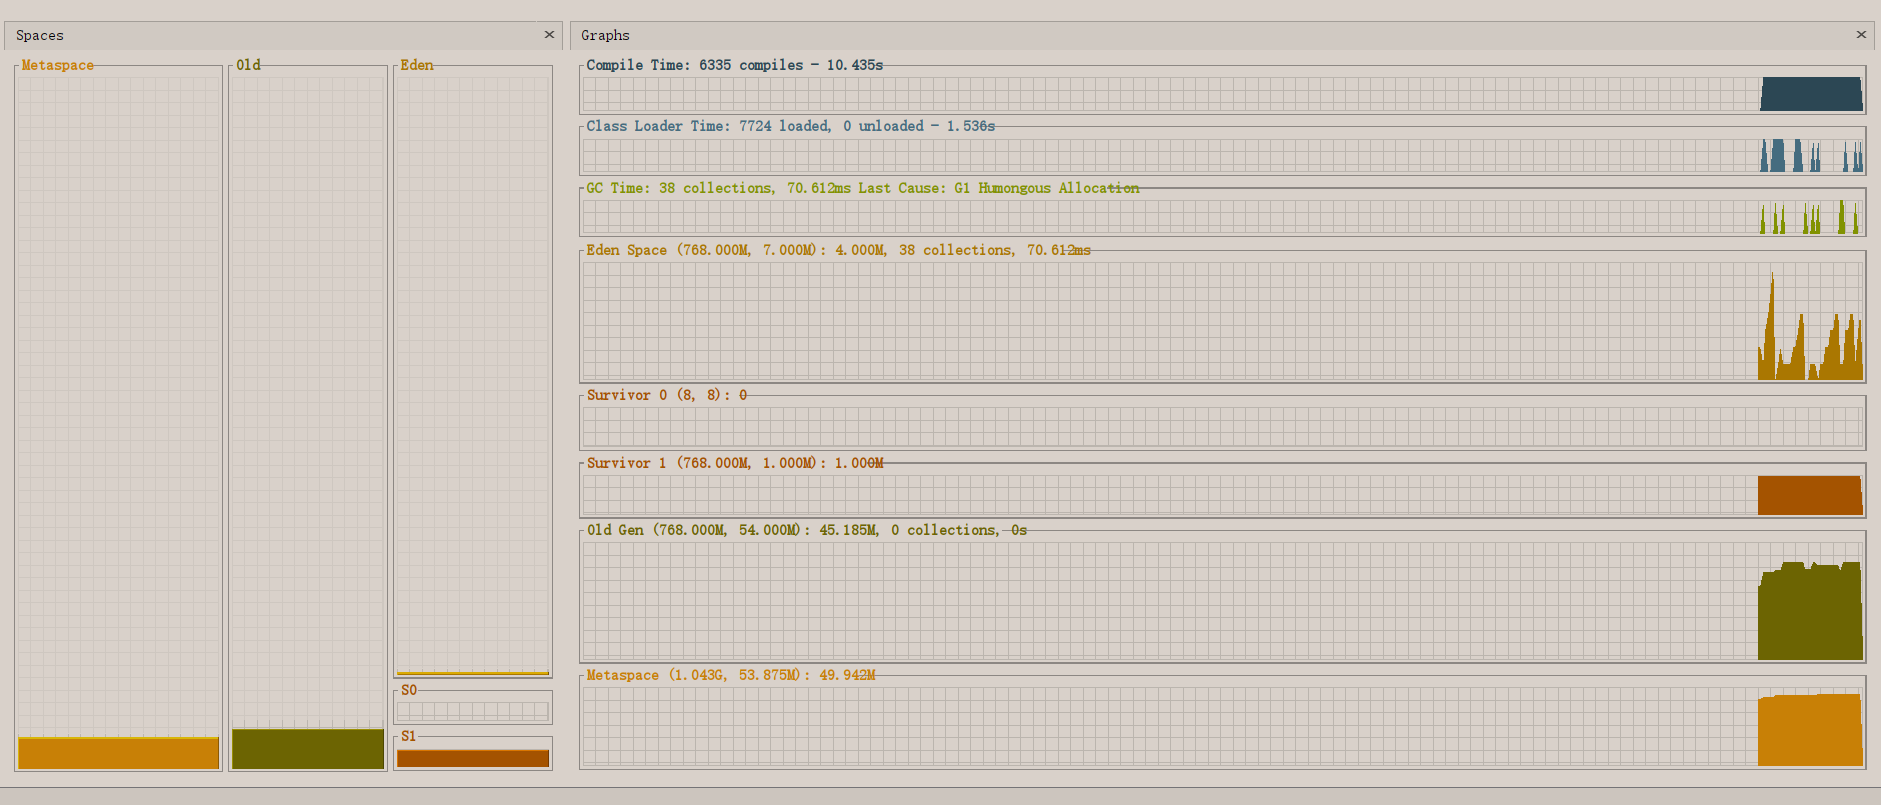 Spaces
Metaspace
Old
Eden
S0
S1
Graphs
Compile Time: 6335 compiles - 10.435s
Class Loader Time: 7724 loaded, 0 unloaded - 1.536s
GC Time: 38 collections, 70.612ms Last Cause: G1 Humongous Allocation
Eden Space (768.000M, 7.000M): 4.000M, 38 collections, 70.612ms
Survivor 0 (8, 8): 0
Survivor 1 (768.000M, 1.000M): 1.000M
Old Gen (768.000M, 54.000M): 45.185M, 0 collections, 0s
Metaspace (1.043G, 53.875M): 49.942M